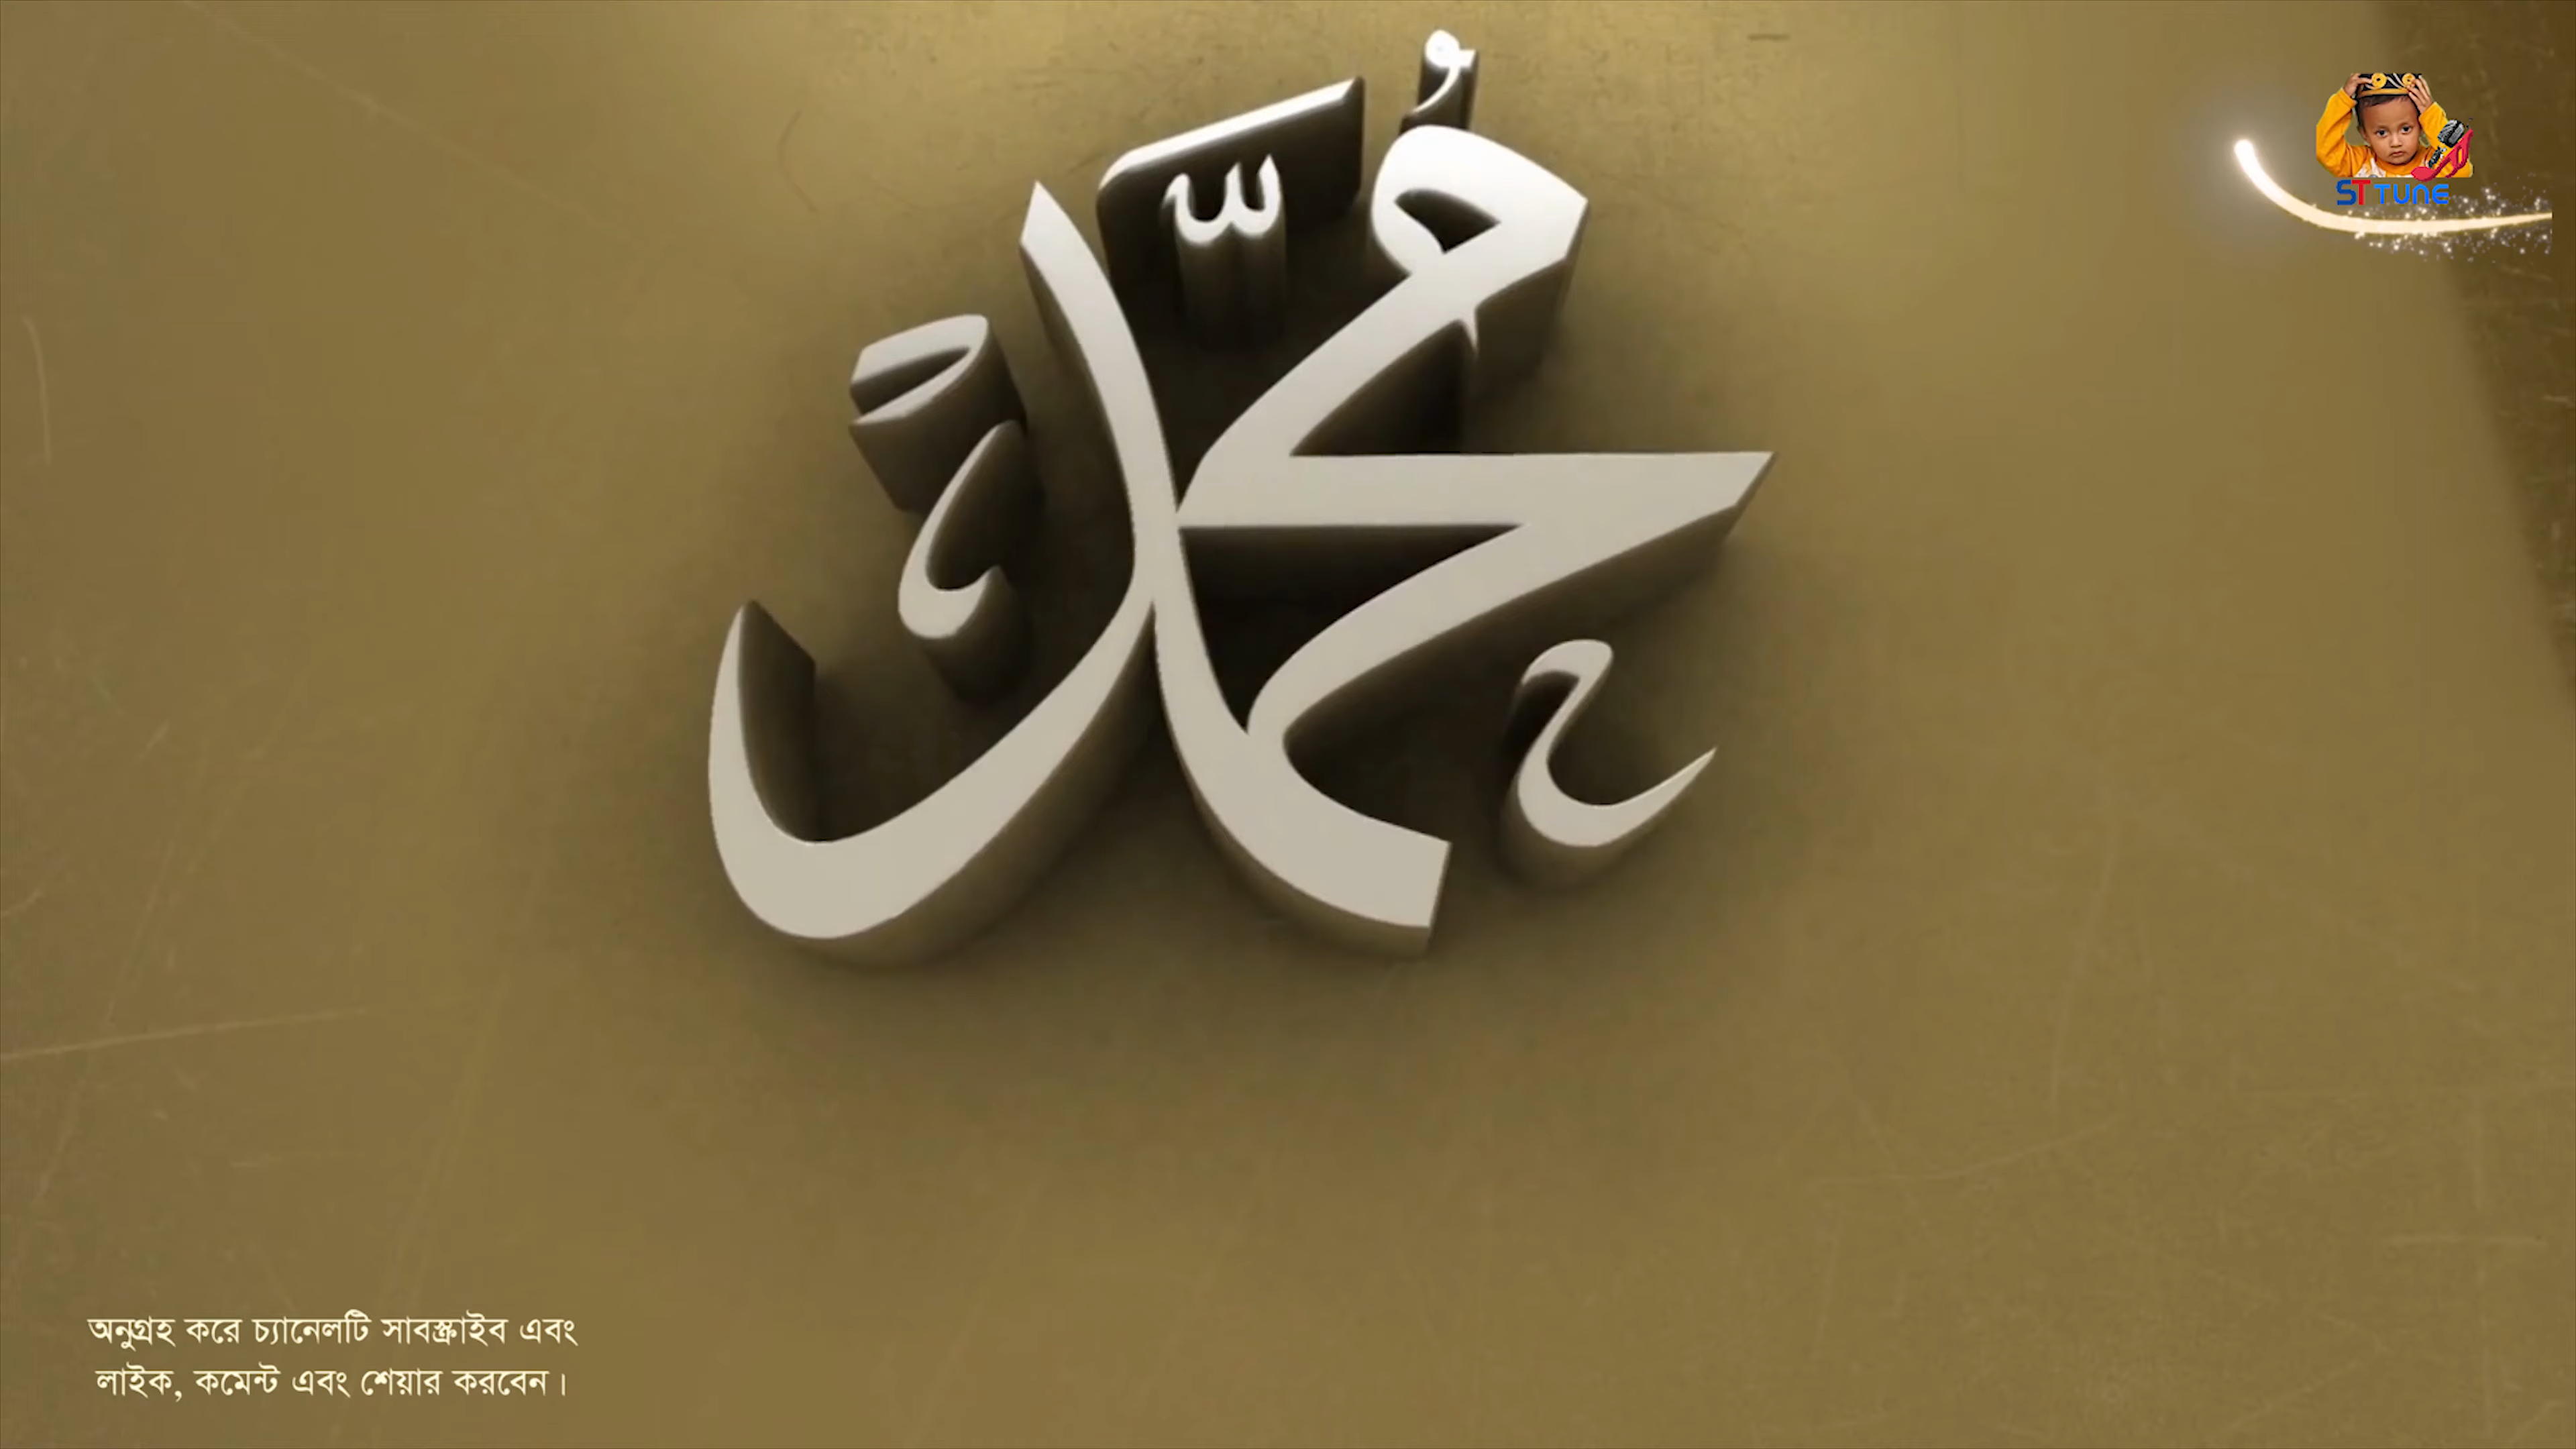 مُحَمَّدٌ
ST TUNE
অনুগ্রহ করে চ্যানেলটি সাবস্ক্রাইব এবং
লাইক, কমেন্ট এবং শেয়ার করবেন।